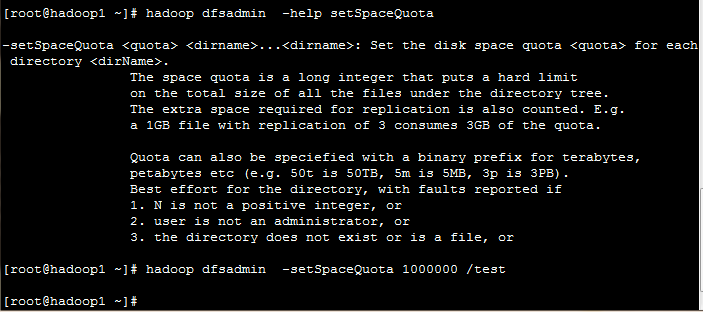 [root@hadoop1 ~]# hadoop dfsadmin  -help setSpaceQuota
-setSpaceQuota <quota> <dirname>...<dirname>: Set the disk space quota <quota> for each
directory <dirName>.
The space quota is a long integer that puts a hard limit
on the total size of all the files under the directory tree.
The extra space required for replication is also counted. E.g.
a 1GB file with replication of 3 consumes 3GB of the quota.
Quota can also be speciefied with a binary prefix for terabytes,
petabytes etc (e.g. 50t is 50TB, 5m is 5MB, 3p is 3PB).
Best effort for the directory, with faults reported if
1. N is not a positive integer, or
2. user is not an administrator, or
3. the directory does not exist or is a file, or
[root@hadoop1 ~]# hadoop dfsadmin  -setSpaceQuota 1000000 /test
[root@hadoop1 ~]#